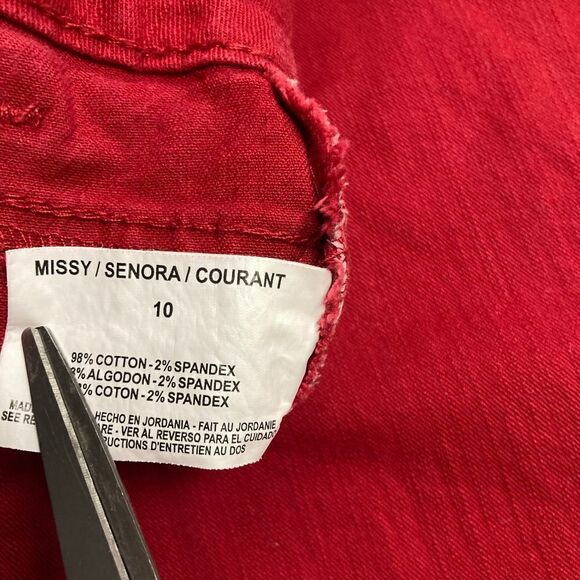 MISSY / SENORA / COURANT
10
98% COTTON - 2% SPANDEX
% ALGODON - 2% SPANDEX
% COTON - 2% SPANDEX
HECHO EN JORDANIA - FAIT AU JORDANIE
SEE - VER AL REVERSO PARA EL CUIDADO
D'ENTRETIEN AU DOS